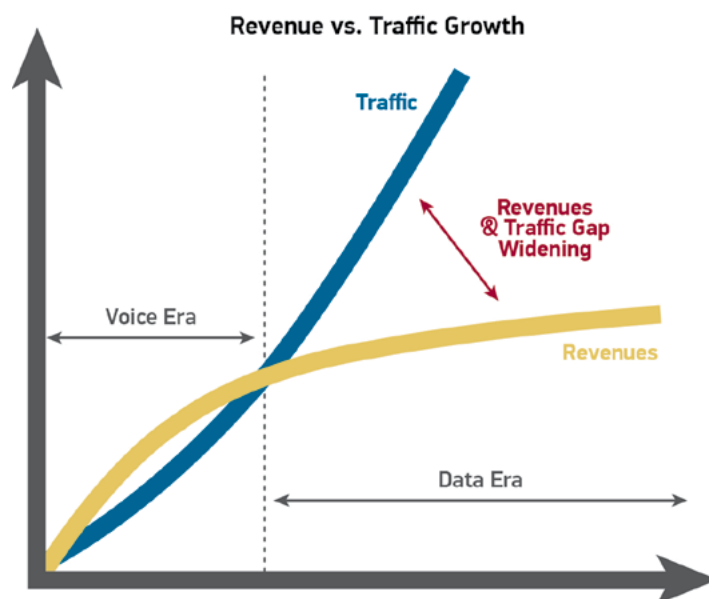 Revenue vs. Traffic Growth
Traffic
Revenues
& Traffic Gap
Widening
Voice Era
Revenues
Data Era